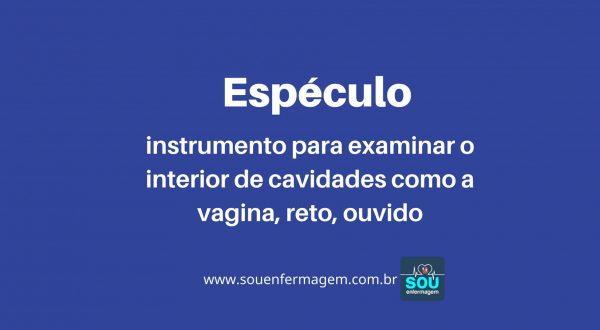 Espéculo
instrumento para examinar o
interior de cavidades como a
vagina, reto, ouvido
www.souenfermagem.com.br
SOU
enfermagem